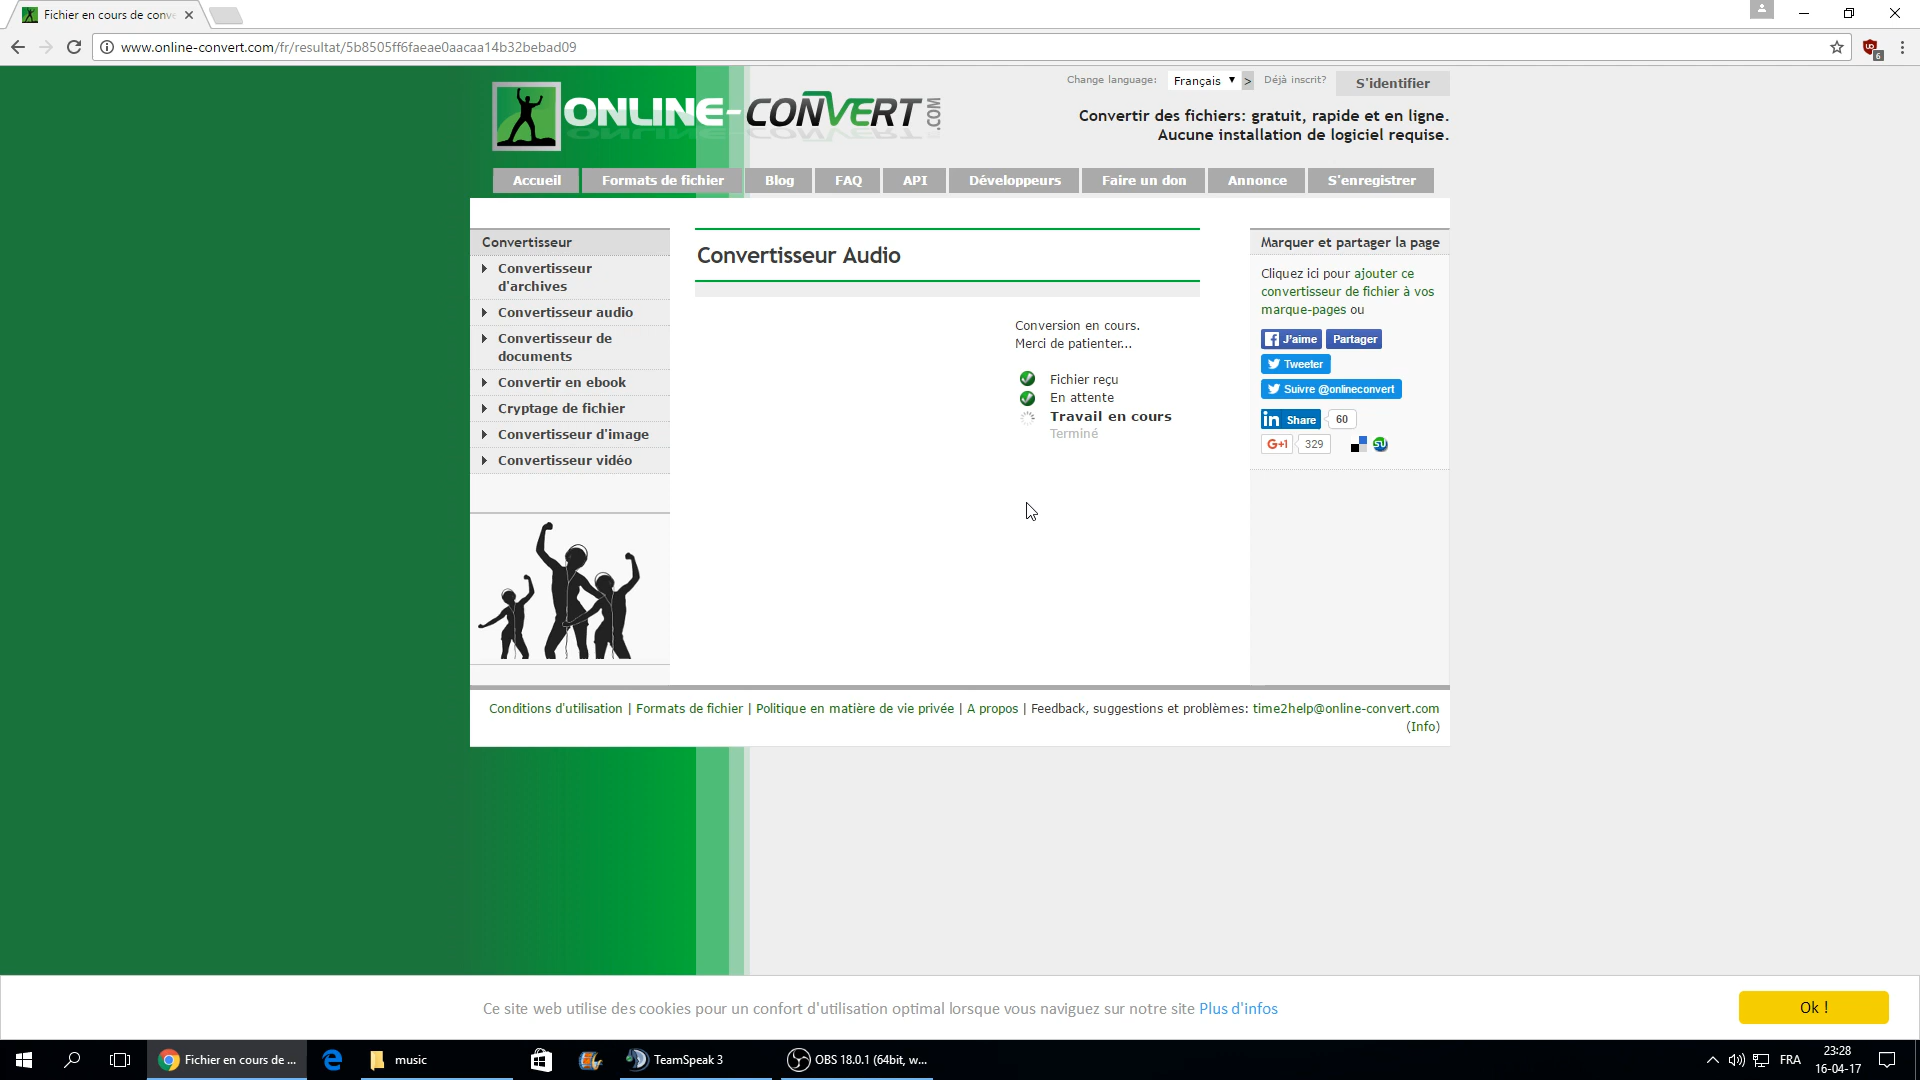 Fichier en cours de conve
www.online-convert.com/fr/resultat/5b8505ff6faeae0aacaa14b32bebad09
6
ONLINE-CONVERT.COM
Change language: Français > Déjà inscrit? S'identifier
Convertir des fichiers: gratuit, rapide et en ligne.
Aucune installation de logiciel requise.
Accueil Formats de fichier Blog FAQ API Développeurs Faire un don Annonce S'enregistrer
Convertisseur
Convertisseur
d'archives
Convertisseur audio
Convertisseur de
documents
Convertir en ebook
Cryptage de fichier
Convertisseur d'image
Convertisseur vidéo
Convertisseur Audio
Conversion en cours.
Merci de patienter...
Fichier reçu
En attente
Travail en cours
Terminé
Marquer et partager la page
Cliquez ici pour ajouter ce
convertisseur de fichier à vos
marque-pages ou
J'aime Partager
Tweeter
Suivre @onlineconvert
in Share 60
G+1 329
Conditions d'utilisation | Formats de fichier | Politique en matière de vie privée | A propos | Feedback, suggestions et problèmes: time2help@online-convert.com
(Info)
Ce site web utilise des cookies pour un confort d'utilisation optimal lorsque vous naviguez sur notre site Plus d'infos
Ok !
Fichier en cours de ... music TeamSpeak 3 OBS 18.0.1 (64bit, w... FRA
23:28
16-04-17